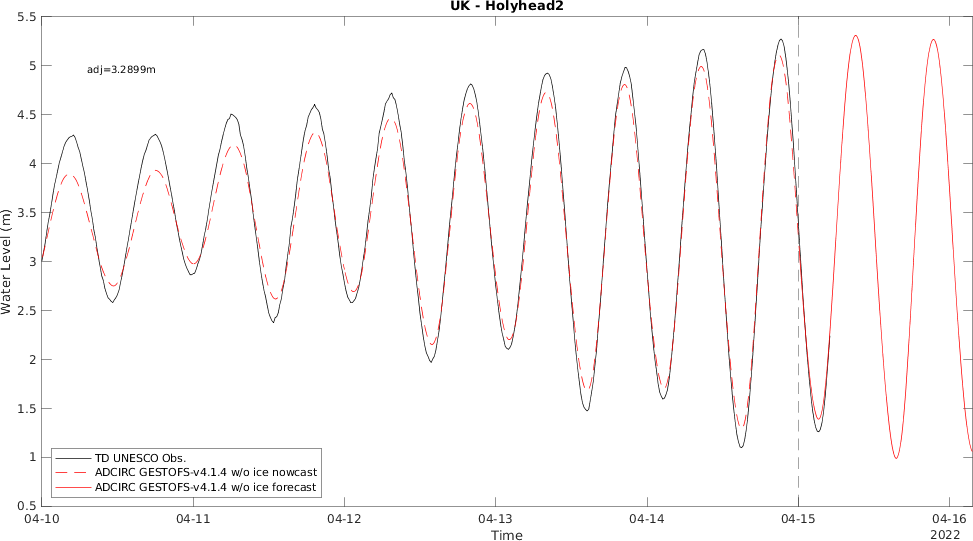 UK - Holyhead2
5.5
5
4.5
4
3.5
3
2.5
2
1.5
1
0.5
Water Level (m)
adj=3.2899m
TD UNESCO Obs.
ADCIRC GESTOFS-v4.1.4 w/o ice nowcast
ADCIRC GESTOFS-v4.1.4 w/o ice forecast
04-10 04-11 04-12 04-13 04-14 04-15 04-16
Time
2022